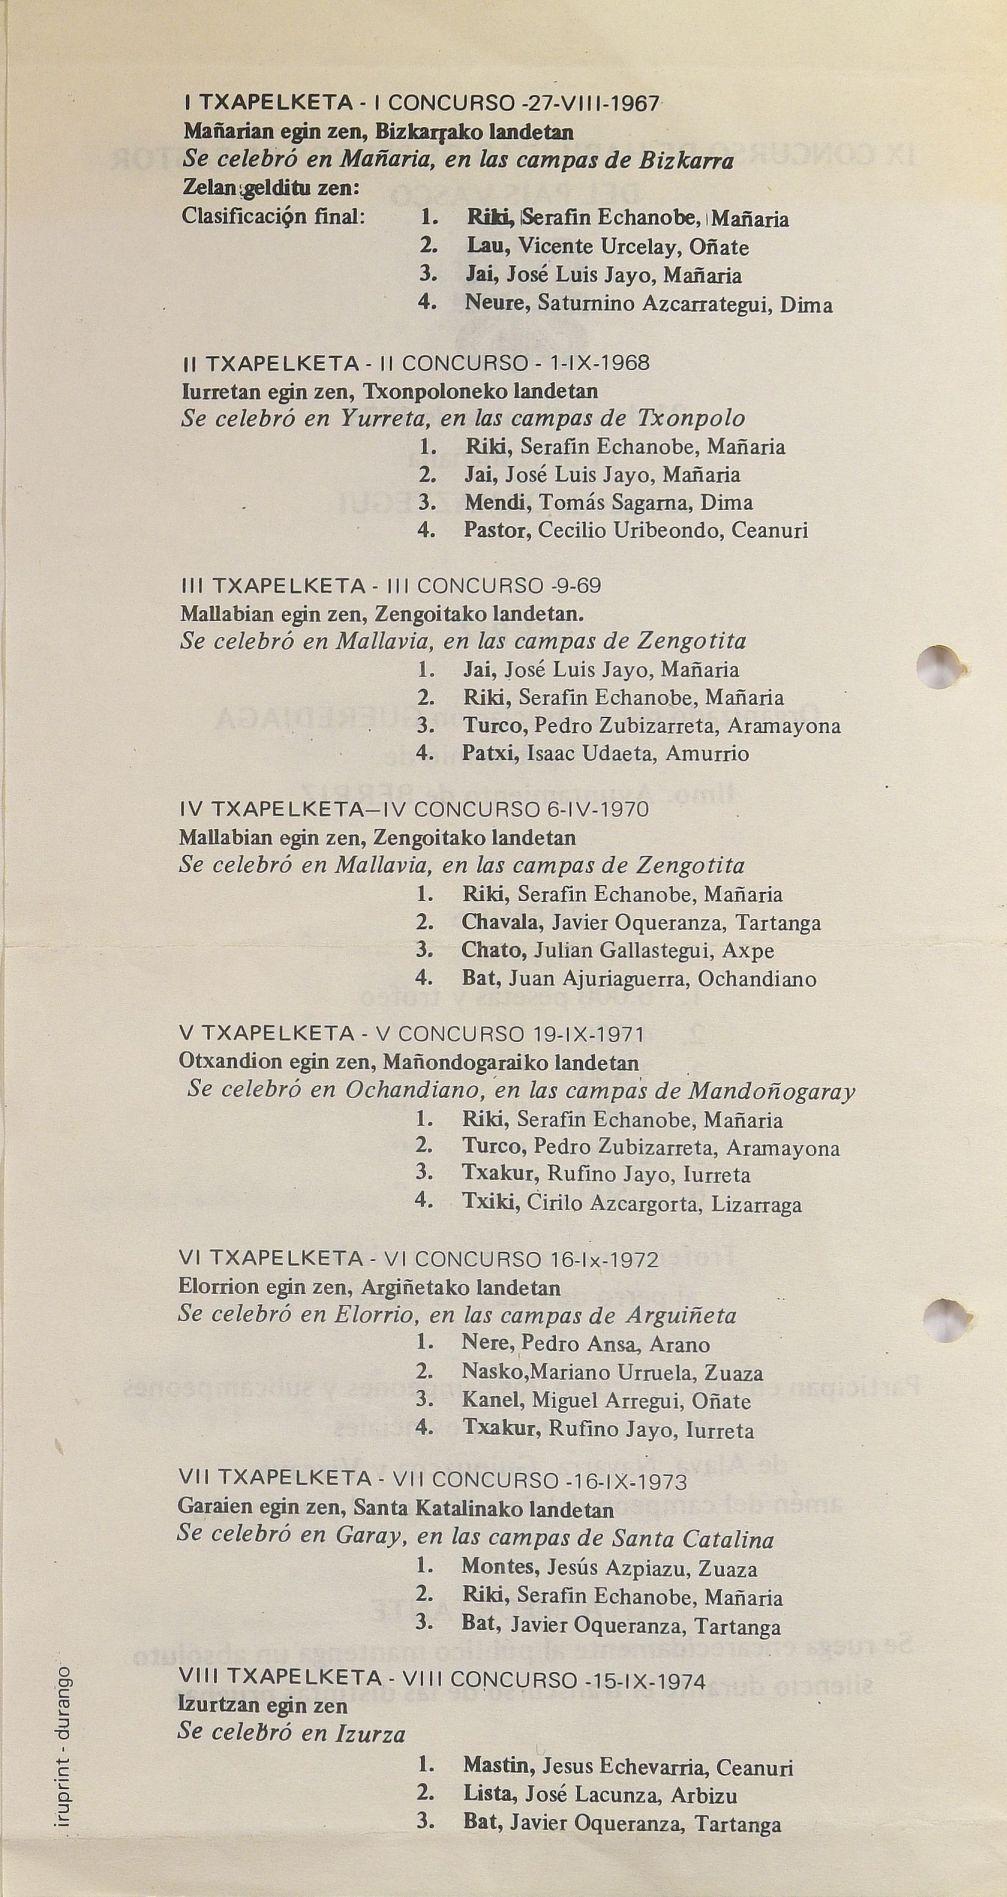 I TXAPELKETA - I CONCURSO -27-VIII-1967
Mañarian egin zen, Bizkarrako landetan
Se celebró en Mañaria, en las campas de Bizkarra
Zelan gelditu zen:
Clasificación final: 1. Riki, Serafin Echanobe, Mañaria
2. Lau, Vicente Urcelay, Oñate
3. Jai, José Luis Jayo, Mañaria
4. Neure, Saturnino Azcarrategui, Dima
II TXAPELKETA - II CONCURSO - 1-IX-1968
Iurretan egin zen, Txonpoloneko landetan
Se celebró en Yurreta, en las campas de Txonpolo
1. Riki, Serafin Echanobe, Mañaria
2. Jai, José Luis Jayo, Mañaria
3. Mendi, Tomás Sagarna, Dima
4. Pastor, Cecilio Uribeondo, Ceanuri
III TXAPELKETA - III CONCURSO -9-69
Mallabian egin zen, Zengoitako landetan.
Se celebró en Mallavia, en las campas de Zengotita
1. Jai, José Luis Jayo, Mañaria
2. Riki, Serafin Echanobe, Mañaria
3. Turco, Pedro Zubizarreta, Aramayona
4. Patxi, Isaac Udaeta, Amurrio
IV TXAPELKETA—IV CONCURSO 6-IV-1970
Mallabian egin zen, Zengoitako landetan
Se celebró en Mallavia, en las campas de Zengotita
1. Riki, Serafin Echanobe, Mañaria
2. Chavala, Javier Oqueranza, Tartanga
3. Chato, Julian Gallastegui, Axpe
4. Bat, Juan Ajuriaguerra, Ochandiano
V TXAPELKETA - V CONCURSO 19-IX-1971
Otxandion egin zen, Mañondogaraiko landetan
Se celebró en Ochandiano, en las campas de Mandoñogaray
1. Riki, Serafin Echanobe, Mañaria
2. Turco, Pedro Zubizarreta, Aramayona
3. Txakur, Rufino Jayo, Iurreta
4. Txiki, Cirilo Azcargorta, Lizarraga
VI TXAPELKETA - VI CONCURSO 16-Ix-1972
Elorrion egin zen, Argiñetako landetan
Se celebró en Elorrio, en las campas de Arguiñeta
1. Nere, Pedro Ansa, Arano
2. Nasko,Mariano Urruela, Zuaza
3. Kanel, Miguel Arregui, Oñate
4. Txakur, Rufino Jayo, Iurreta
VII TXAPELKETA - VII CONCURSO -16-IX-1973
Garaien egin zen, Santa Katalinako landetan
Se celebró en Garay, en las campas de Santa Catalina
1. Montes, Jesús Azpiazu, Zuaza
2. Riki, Serafin Echanobe, Mañaria
3. Bat, Javier Oqueranza, Tartanga
VIII TXAPELKETA - VIII CONCURSO -15-IX-1974
Izurtzan egin zen
Se celebró en Izurza
1. Mastin, Jesus Echevarria, Ceanuri
2. Lista, José Lacunza, Arbizu
3. Bat, Javier Oqueranza, Tartanga
iruprint - durango